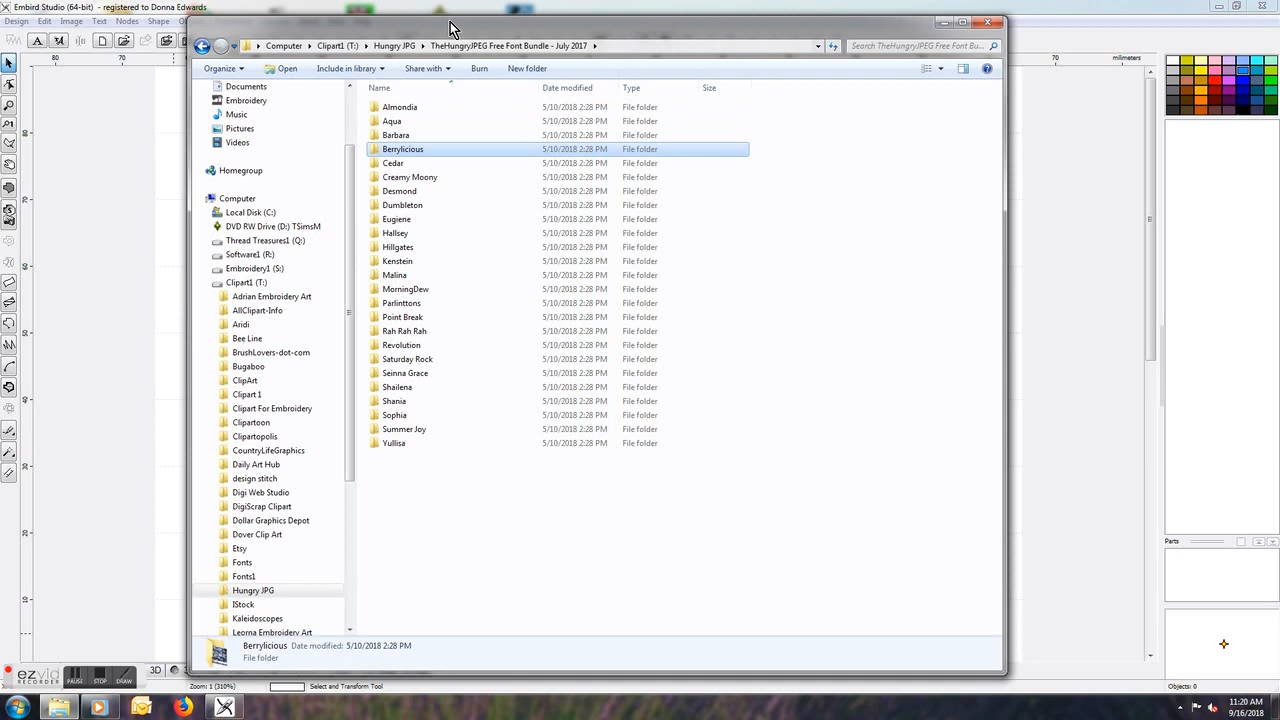 Embird Studio (64-bit) - registered to Donna Edwards
Design Edit Image Text Nodes Shape
Computer Clipart1 (T:) Hungry JPG TheHungryJPEG Free Font Bundle - July 2017
Search TheHungryJPEG Free Font Bu...
Organize Open Include in library Share with Burn New folder
80 70 70 milimeters
Name Date modified Type Size
Documents
Embroidery
Music
Pictures
Videos
Homegroup
Computer
Local Disk (C:)
DVD RW Drive (D:) TSimsM
Thread Treasures1 (Q:)
Software1 (R:)
Embroidery1 (S:)
Clipart1 (T:)
Adrian Embroidery Art
AllClipart-Info
Aridi
Bee Line
BrushLovers-dot-com
Bugaboo
ClipArt
Clipart 1
Clipart For Embroidery
Clipartoon
Clipartopolis
CountryLifeGraphics
Daily Art Hub
design stitch
Digi Web Studio
DigiScrap Clipart
Dollar Graphics Depot
Dover Clip Art
Etsy
Fonts
Fonts1
Hungry JPG
IStock
Kaleidoscopes
Leorna Embroidery Art
Almondia 5/10/2018 2:28 PM File folder
Aqua 5/10/2018 2:28 PM File folder
Barbara 5/10/2018 2:28 PM File folder
Berrylicious 5/10/2018 2:28 PM File folder
Cedar 5/10/2018 2:28 PM File folder
Creamy Moony 5/10/2018 2:28 PM File folder
Desmond 5/10/2018 2:28 PM File folder
Dumbleton 5/10/2018 2:28 PM File folder
Eugiene 5/10/2018 2:28 PM File folder
Hallsey 5/10/2018 2:28 PM File folder
Hillgates 5/10/2018 2:28 PM File folder
Kenstein 5/10/2018 2:28 PM File folder
Malina 5/10/2018 2:28 PM File folder
MorningDew 5/10/2018 2:28 PM File folder
Parlinttons 5/10/2018 2:28 PM File folder
Point Break 5/10/2018 2:28 PM File folder
Rah Rah Rah 5/10/2018 2:28 PM File folder
Revolution 5/10/2018 2:28 PM File folder
Saturday Rock 5/10/2018 2:28 PM File folder
Seinna Grace 5/10/2018 2:28 PM File folder
Shailena 5/10/2018 2:28 PM File folder
Shania 5/10/2018 2:28 PM File folder
Sophia 5/10/2018 2:28 PM File folder
Summer Joy 5/10/2018 2:28 PM File folder
Yullisa 5/10/2018 2:28 PM File folder
80
70
60
50
40
30
20
10
Parts
Berrylicious Date modified: 5/10/2018 2:28 PM
File folder
ezvid
RECORDER
PAUSE STOP DRAW
3D
Zoom: 1 (310%) Select and Transform Tool Objects: 0
11:20 AM
9/16/2018